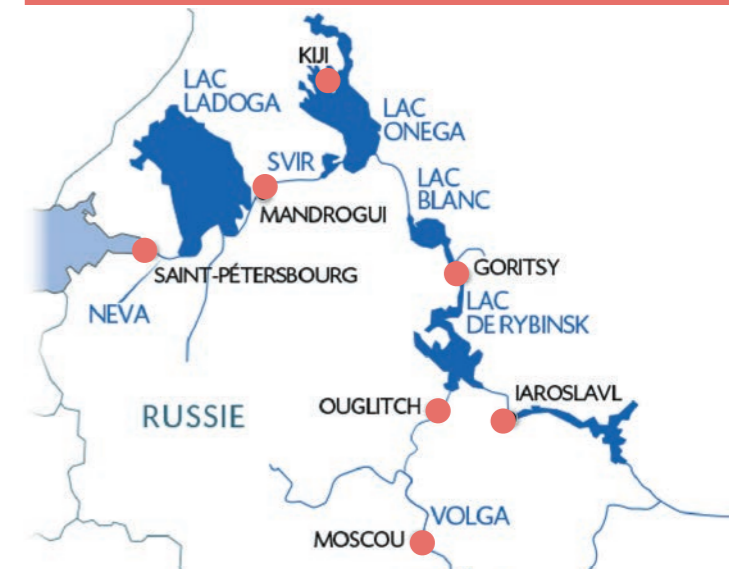 KIJI
LAC
LADOGA
LAC
ONEGA
SVIR
LAC
BLANC
MANDROGUI
SAINT-PÉTERSBOURG
GORITSY
NEVA
LAC
DE RYBINSK
IAROSLAVL
OUGLITCH
RUSSIE
VOLGA
MOSCOU